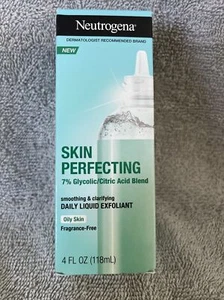 Neutrogena®
DERMATOLOGIST RECOMMENDED BRAND
NEW
SKIN
PERFECTING
7% Glycolic/Citric Acid Blend
smoothing & clarifying
DAILY LIQUID EXFOLIANT
Oily Skin
Fragrance-Free
4 FL OZ (118mL)